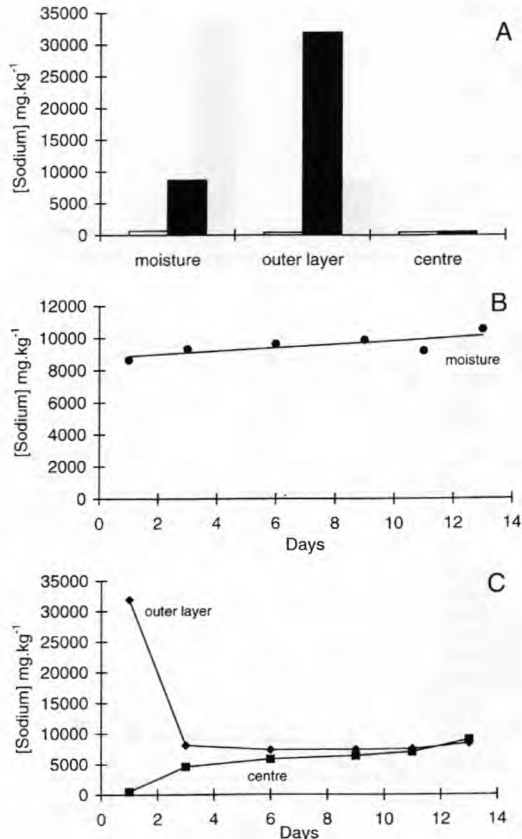 A
[Sodium] mg.kg-1
35000
30000
25000
20000
15000
10000
5000
0
moisture outer layer centre
B
[Sodium] mg.kg-1
12000
10000
8000
6000
4000
2000
0
moisture
0 2 4 6 8 10 12 14
Days
C
[Sodium] mg.kg-1
35000
30000
25000
20000
15000
10000
5000
0
outer layer
centre
0 2 4 6 8 10 12 14
Days